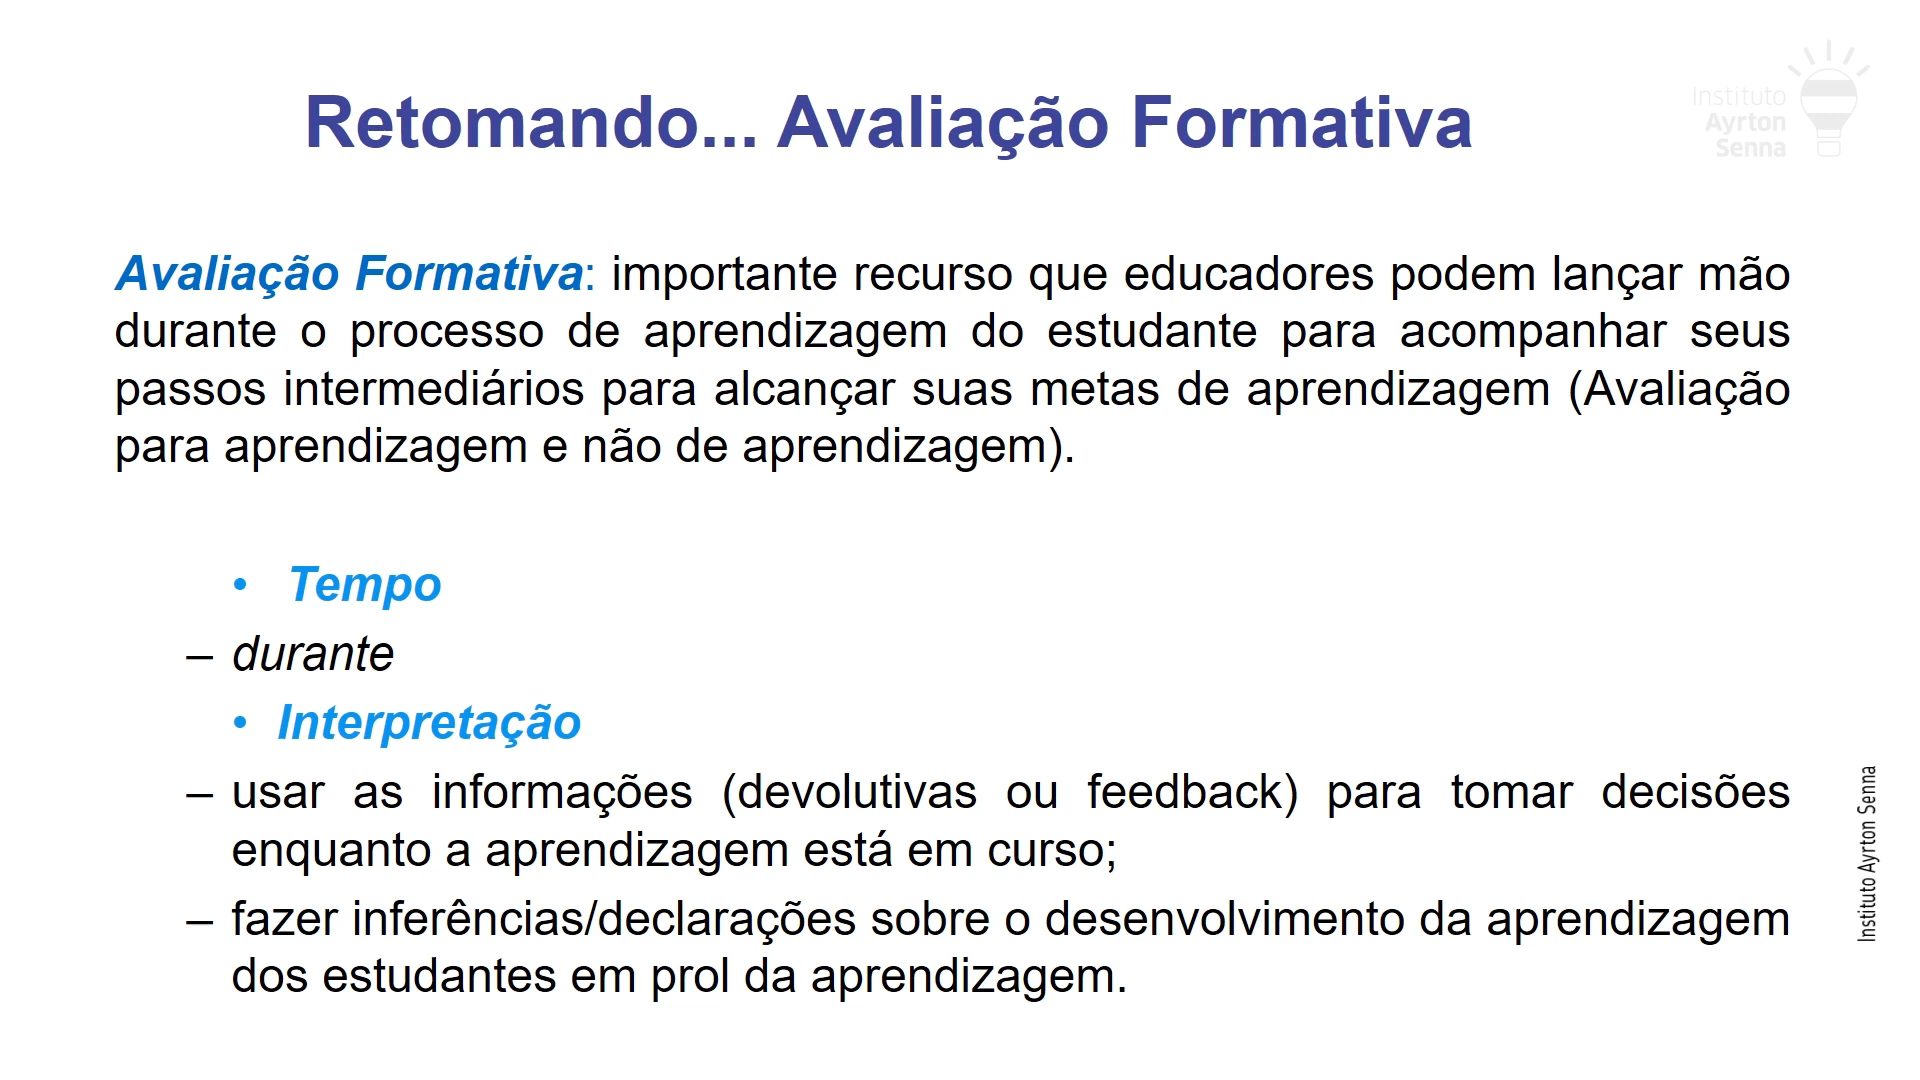 Retomando... Avaliação Formativa
Instituto
Ayrton
Senna
Avaliação Formativa: importante recurso que educadores podem lançar mão
durante o processo de aprendizagem do estudante para acompanhar seus
passos intermediários para alcançar suas metas de aprendizagem (Avaliação
para aprendizagem e não de aprendizagem).
• Tempo
– durante
• Interpretação
– usar as informações (devolutivas ou feedback) para tomar decisões
enquanto a aprendizagem está em curso;
– fazer inferências/declarações sobre o desenvolvimento da aprendizagem
dos estudantes em prol da aprendizagem.
Instituto Ayrton Senna